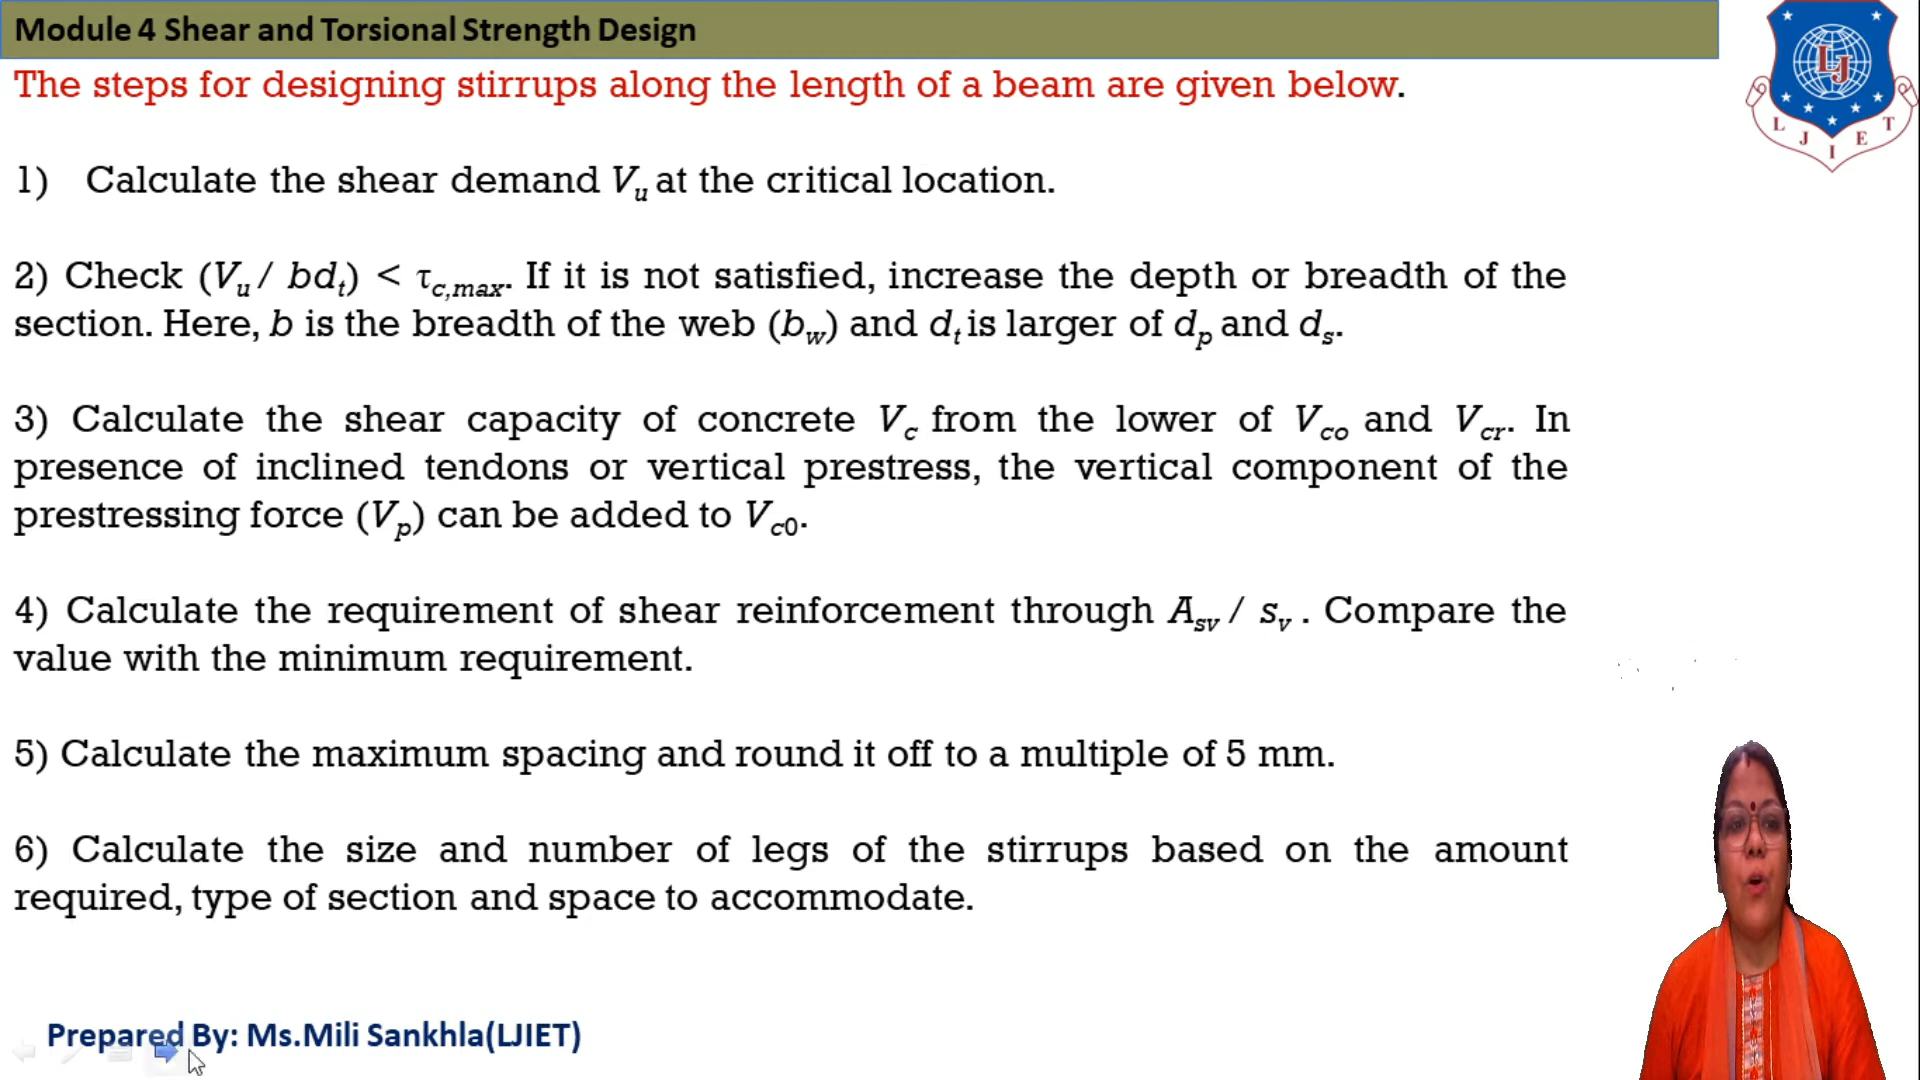 Module 4 Shear and Torsional Strength Design
The steps for designing stirrups along the length of a beam are given below.
1) Calculate the shear demand Vu at the critical location.
2) Check (Vu / bdt) < τc,max. If it is not satisfied, increase the depth or breadth of the
section. Here, b is the breadth of the web (bw) and dt is larger of dp and ds.
3) Calculate the shear capacity of concrete Vc from the lower of Vco and Vcr. In
presence of inclined tendons or vertical prestress, the vertical component of the
prestressing force (Vp) can be added to Vc0.
4) Calculate the requirement of shear reinforcement through Asv / sv . Compare the
value with the minimum requirement.
5) Calculate the maximum spacing and round it off to a multiple of 5 mm.
6) Calculate the size and number of legs of the stirrups based on the amount
required, type of section and space to accommodate.
Prepared By: Ms.Mili Sankhla(LJIET)
LJ
L J I E T